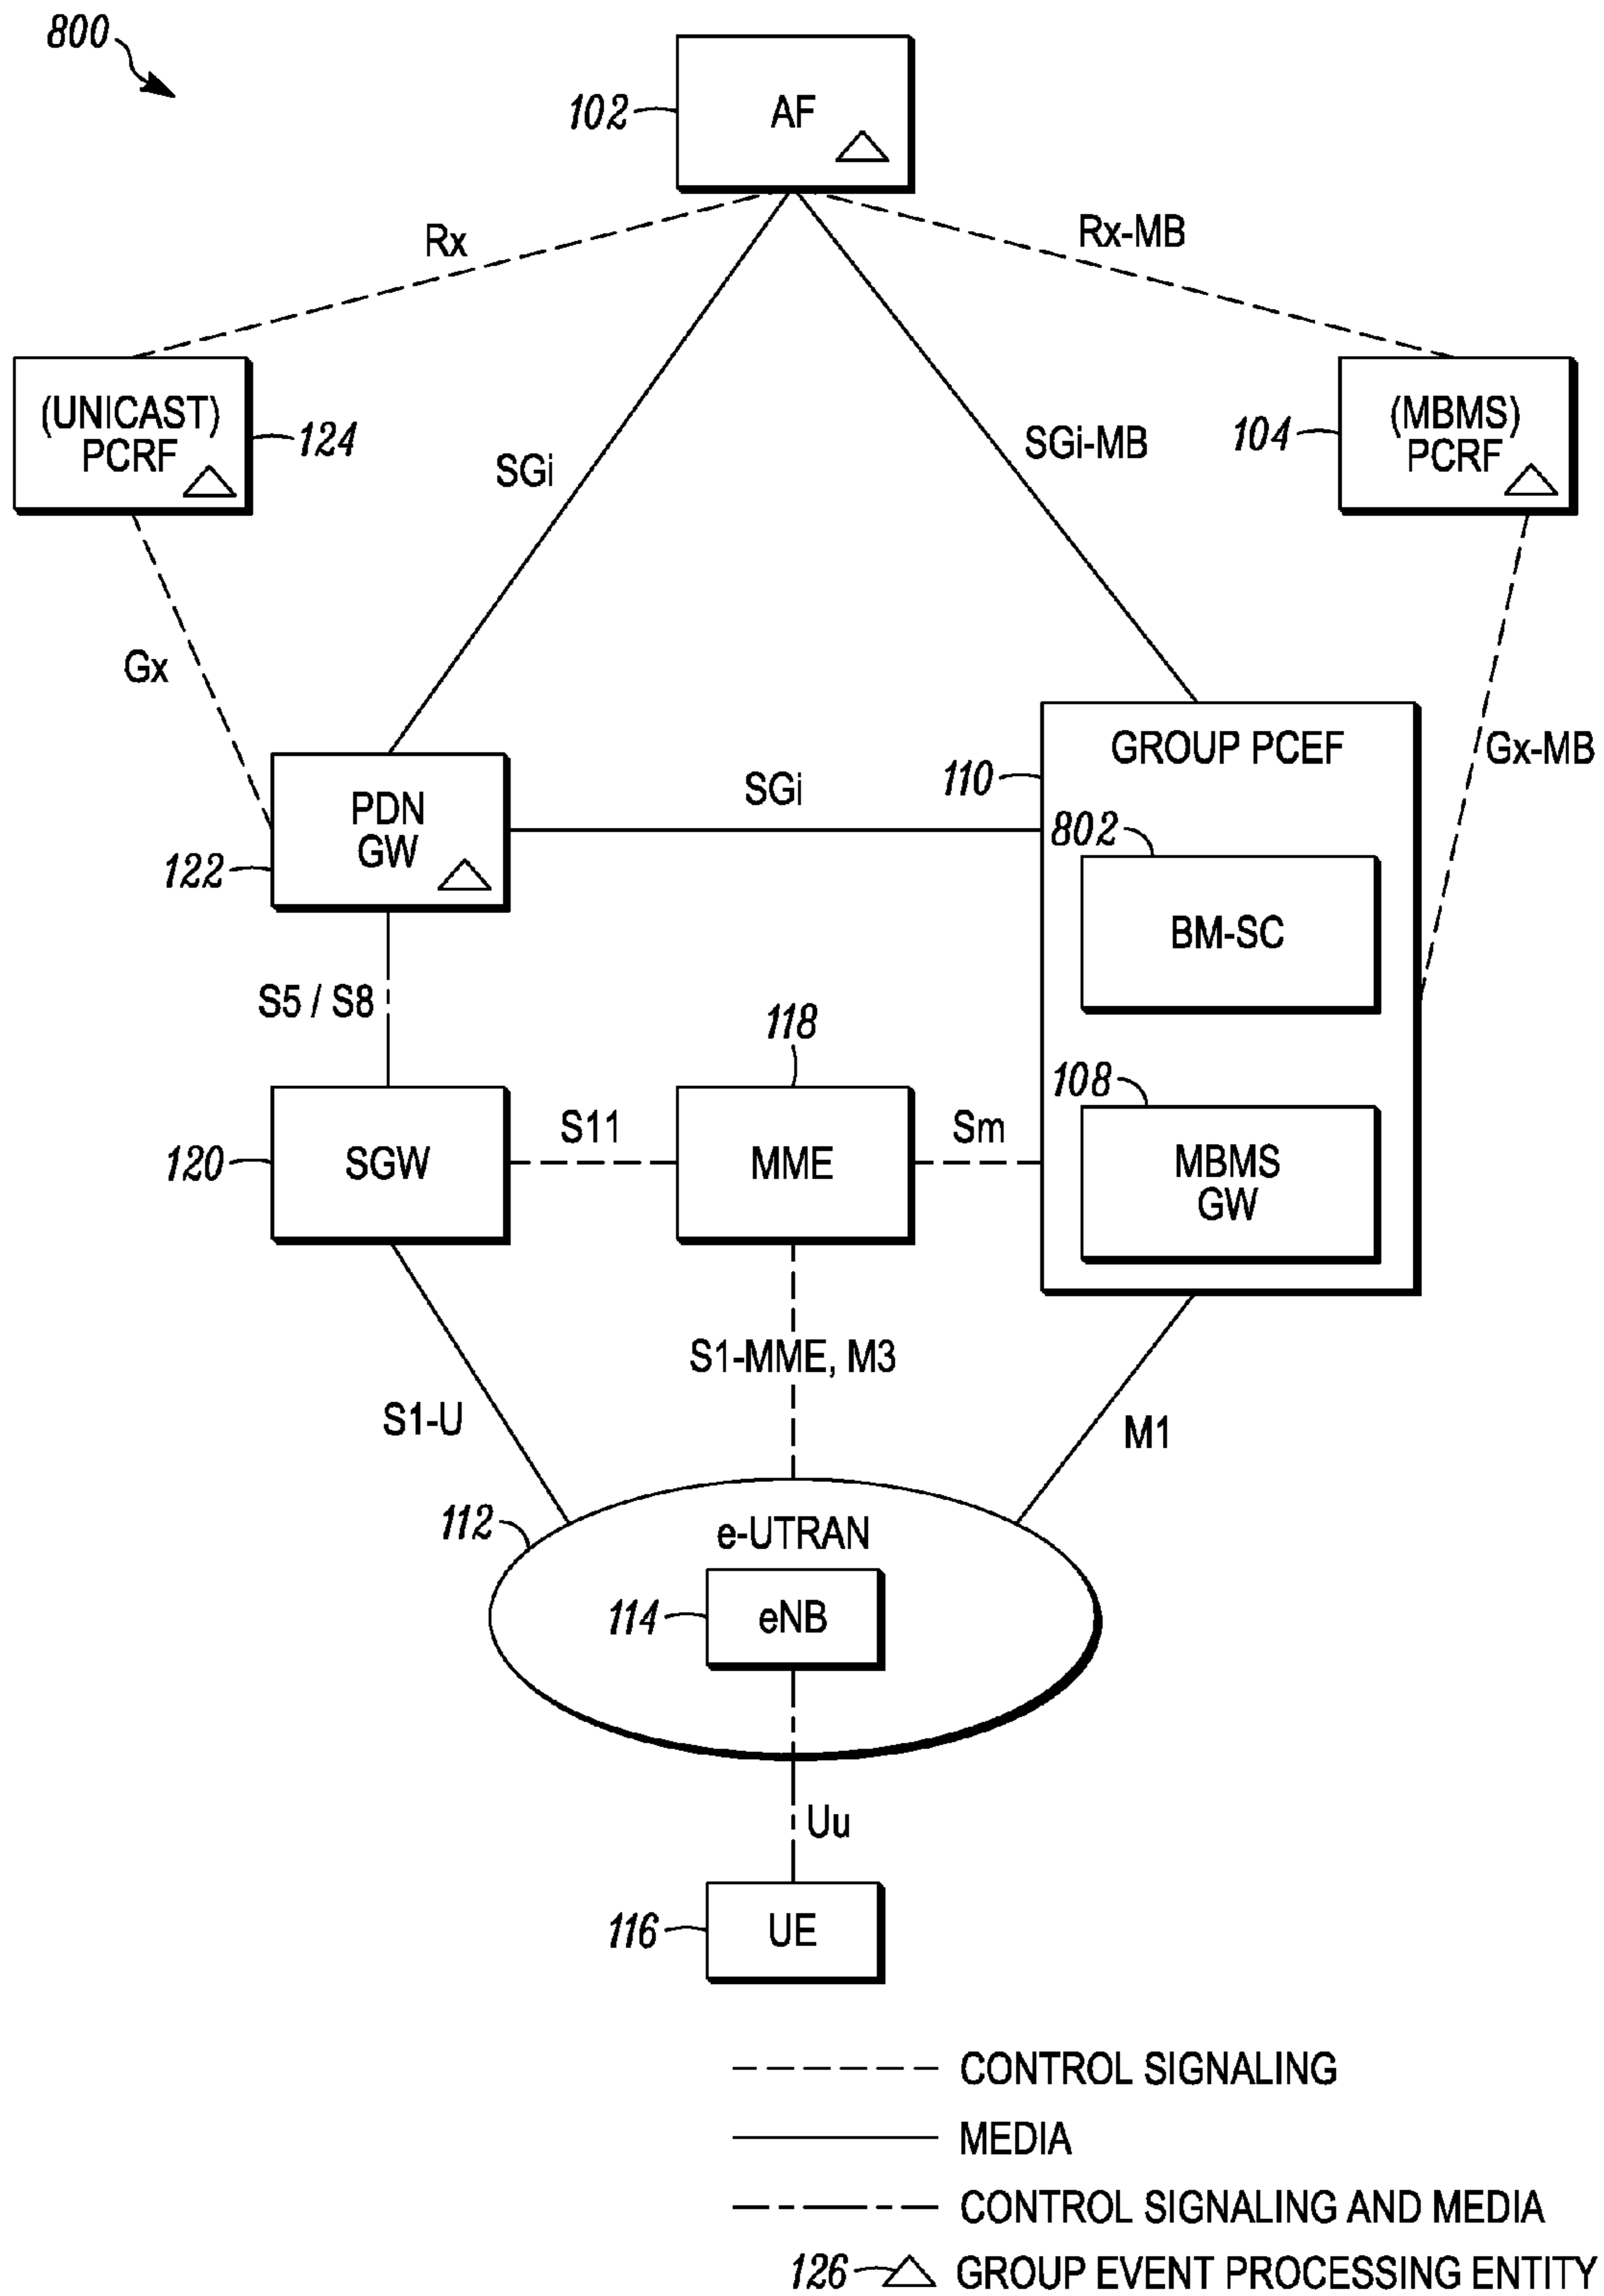 800
102
AF
Rx
Rx-MB
(UNICAST)
PCRF
124
SGi
SGi-MB
104
(MBMS)
PCRF
Gx
Gx-MB
110
GROUP PCEF
PDN
GW
122
SGi
802
BM-SC
S5 / S8
118
108
120
SGW
S11
MME
Sm
MBMS
GW
S1-MME, M3
S1-U
M1
112
e-UTRAN
114
eNB
Uu
116
UE
CONTROL SIGNALING
MEDIA
CONTROL SIGNALING AND MEDIA
126
GROUP EVENT PROCESSING ENTITY